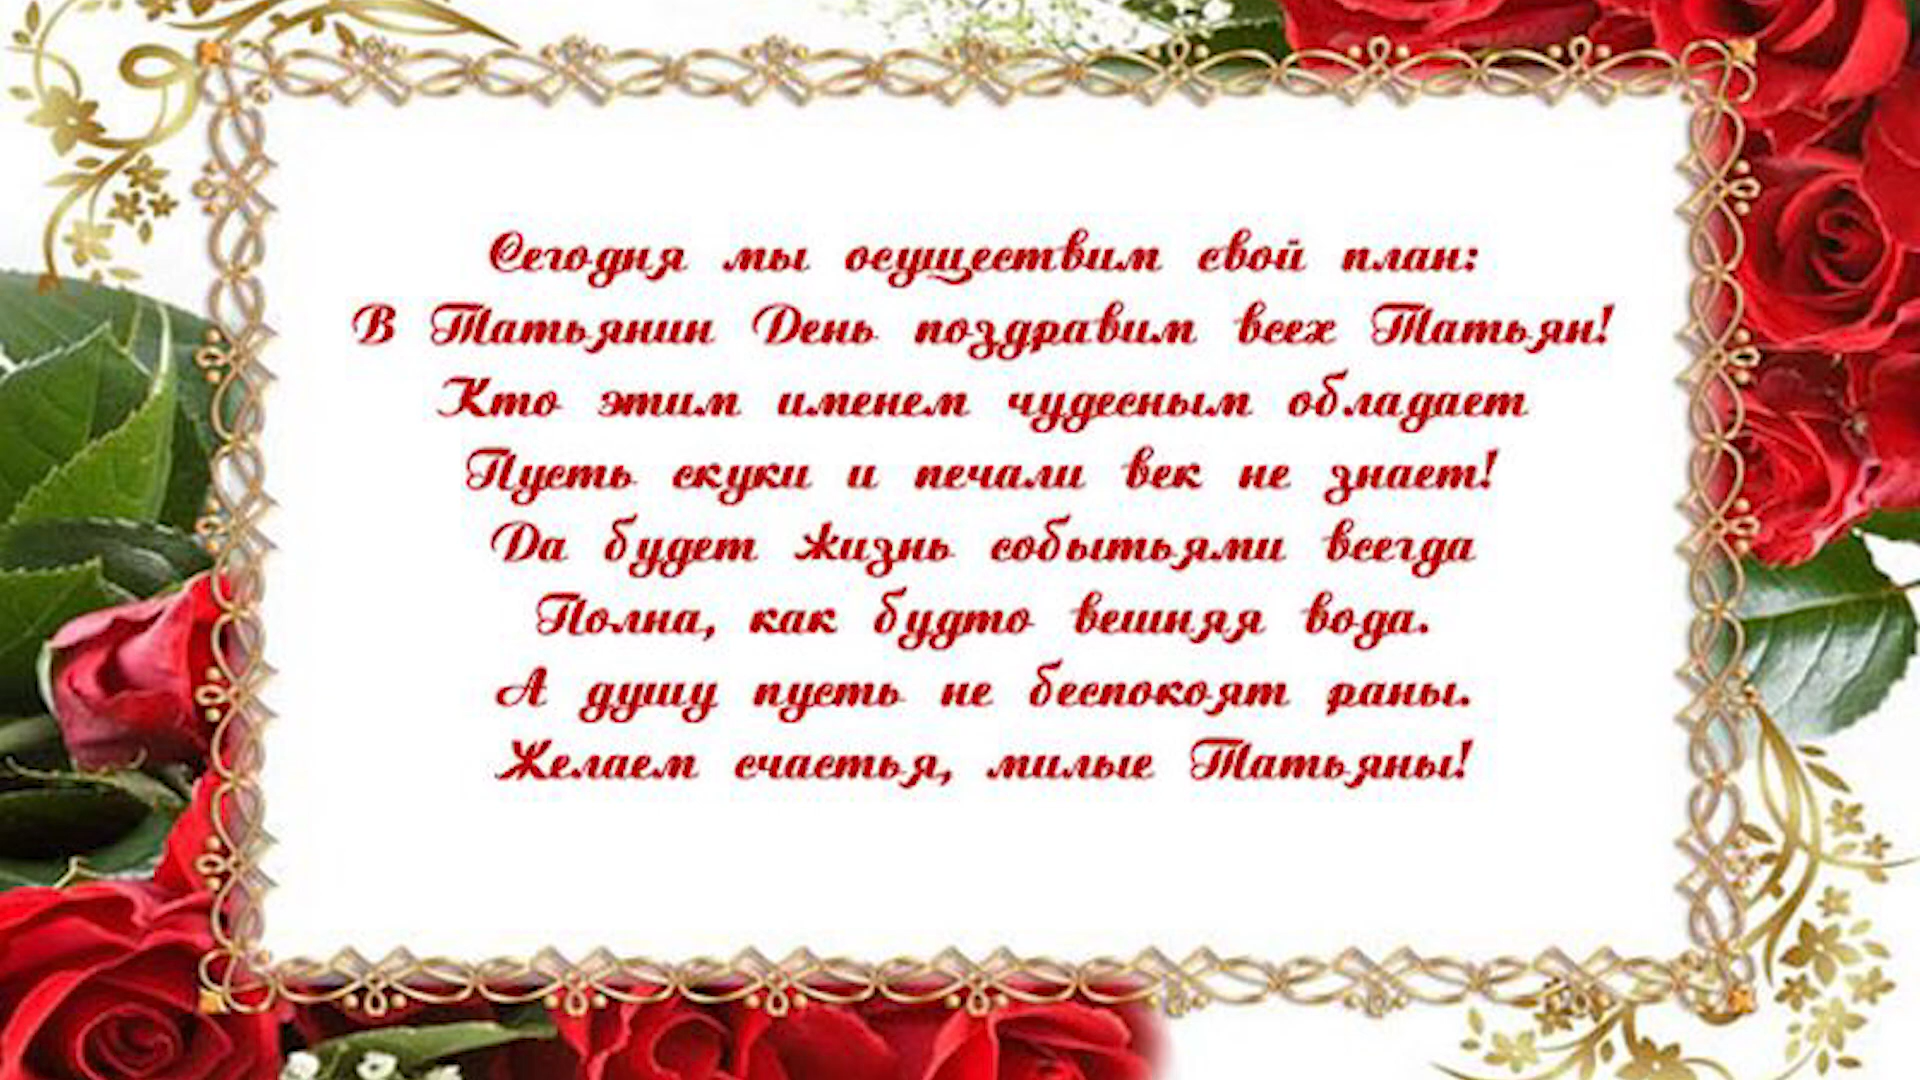 Сегодня мы осуществим свой план:
В Татьянин День поздравим всех Татьян!
Кто этим именем чудесным обладает
Пусть скуки и печали век не знает!
Да будет жизнь событьями всегда
Полна, как будто вешняя вода.
А душу пусть не беспокоят раны.
Желаем счастья, милые Татьяны!